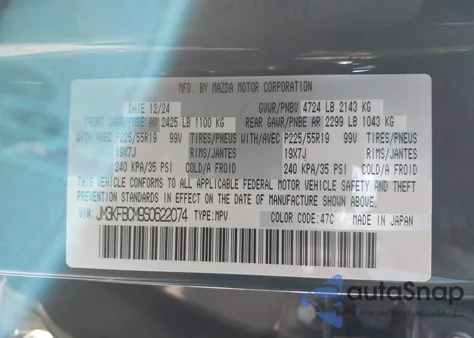 MFD. BY MAZDA MOTOR CORPORATION
DATE 12/24 GVWR/PNBV 4724 LB 2143 KG
FRONT GAWR/PNBE AV 2425 LB 1100 KG REAR GAWR/PNBE AR 2299 LB 1043 KG
WITH/AVEC P225/55R19 99V TIRES/PNEUS WITH/AVEC P225/55R19 99V TIRES/PNEUS
19X7J RIMS/JANTES 19X7J RIMS/JANTES
240 KPA/35 PSI COLD/A FROID 240 KPA/35 PSI COLD/A FROID
THIS VEHICLE CONFORMS TO ALL APPLICABLE FEDERAL MOTOR VEHICLE SAFETY AND THEFT
PREVENTION STANDARDS IN EFFECT ON THE DATE OF MANUFACTURE SHOWN ABOVE.
VIN: JM3KFBCM9S0622074 TYPE: MPV COLOR CODE: 47C MADE IN JAPAN
autoSnap